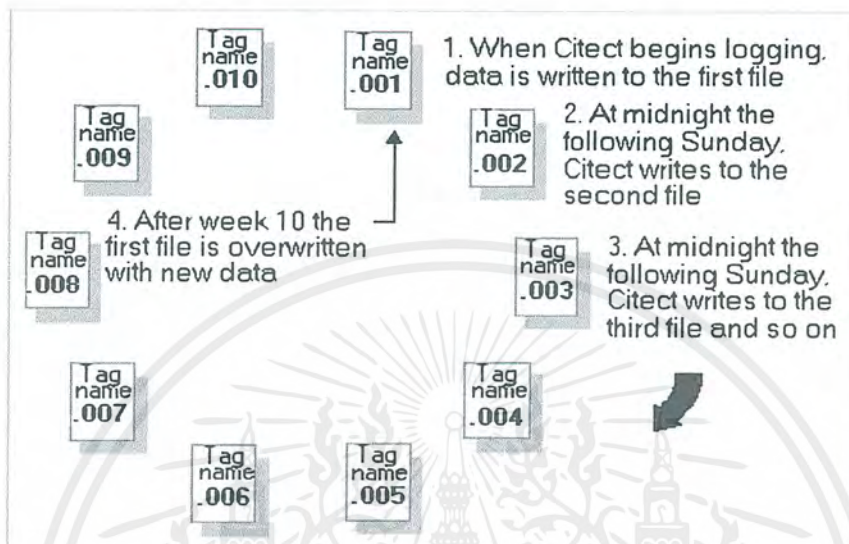 Tag
name
.010
Tag
name
.001
1. When Citect begins logging,
data is written to the first file
Tag
name
.002
2. At midnight the
following Sunday,
Citect writes to the
second file
Tag
name
.009
4. After week 10 the
first file is overwritten
with new data
Tag
name
.008
Tag
name
.003
3. At midnight the
following Sunday,
Citect writes to the
third file and so on
Tag
name
.007
Tag
name
.004
Tag
name
.006
Tag
name
.005